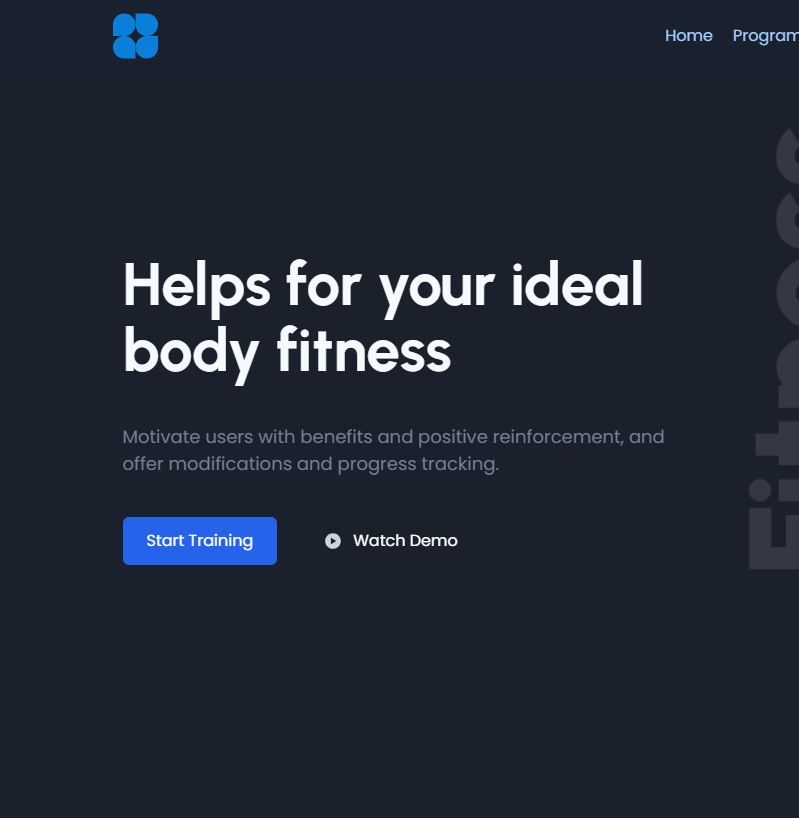 Home Program
Helps for your ideal
body fitness
Motivate users with benefits and positive reinforcement, and
offer modifications and progress tracking.
Start Training Watch Demo
Fitness